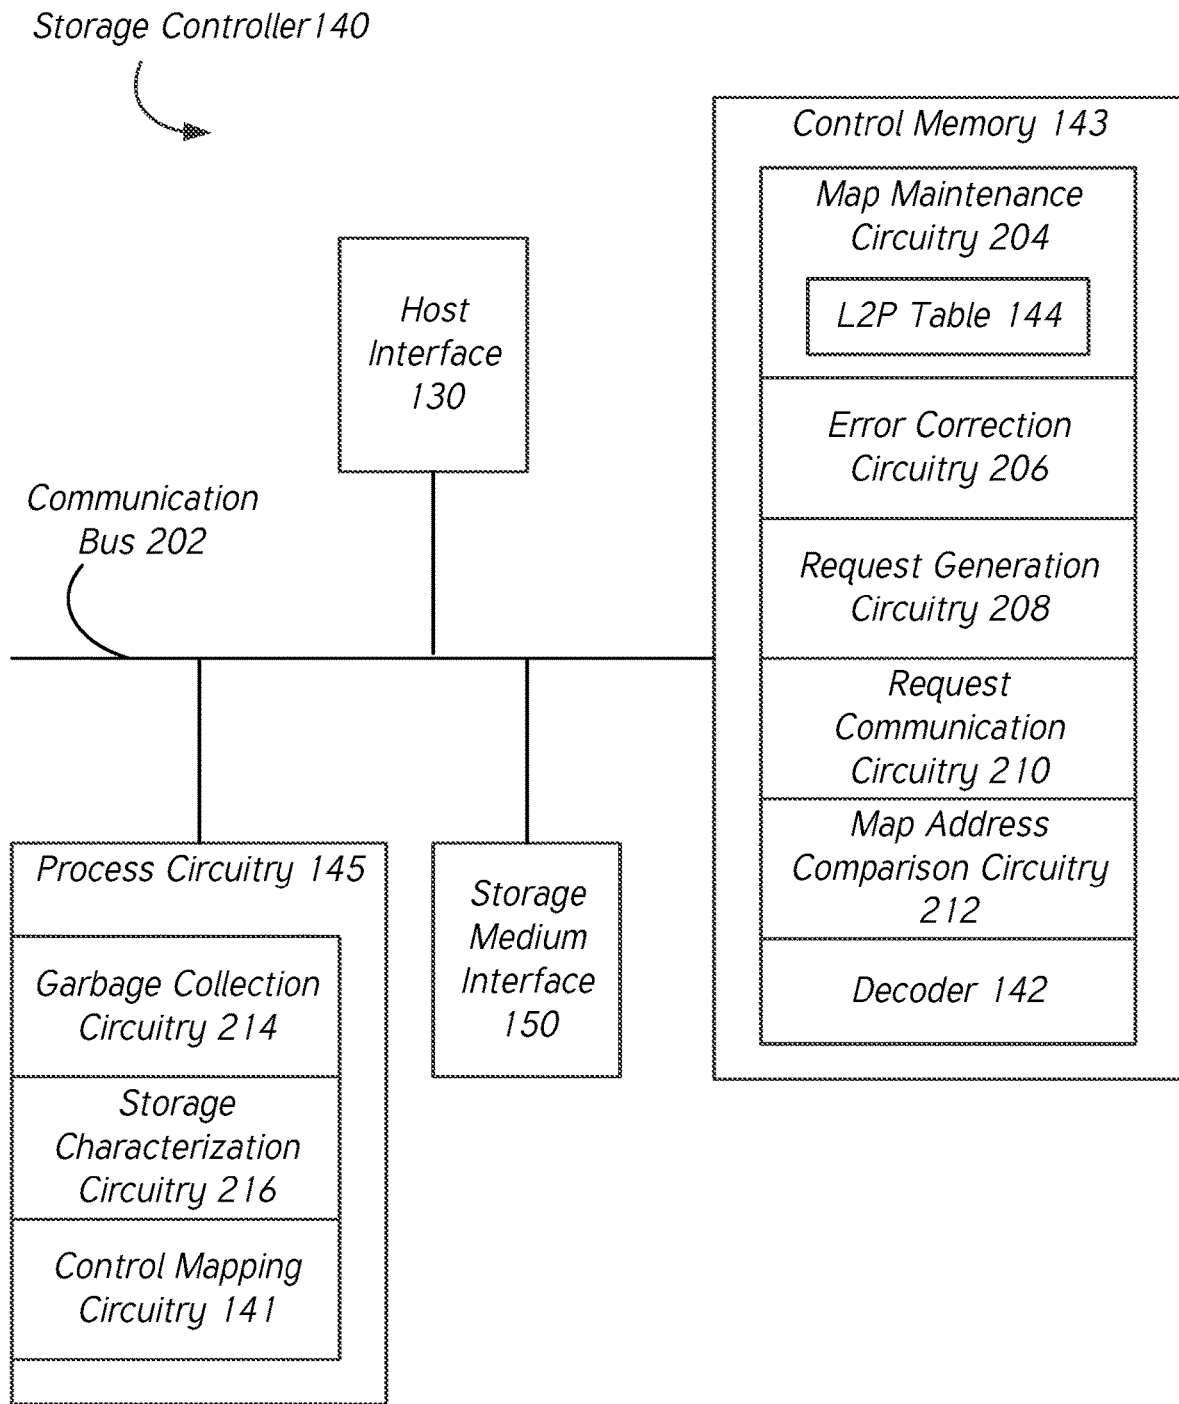 Storage Controller 140
Control Memory 143
Map Maintenance
Circuitry 204
L2P Table 144
Error Correction
Circuitry 206
Request Generation
Circuitry 208
Request
Communication
Circuitry 210
Map Address
Comparison Circuitry
212
Decoder 142
Host
Interface
130
Communication
Bus 202
Process Circuitry 145
Garbage Collection
Circuitry 214
Storage
Characterization
Circuitry 216
Control Mapping
Circuitry 141
Storage
Medium
Interface
150